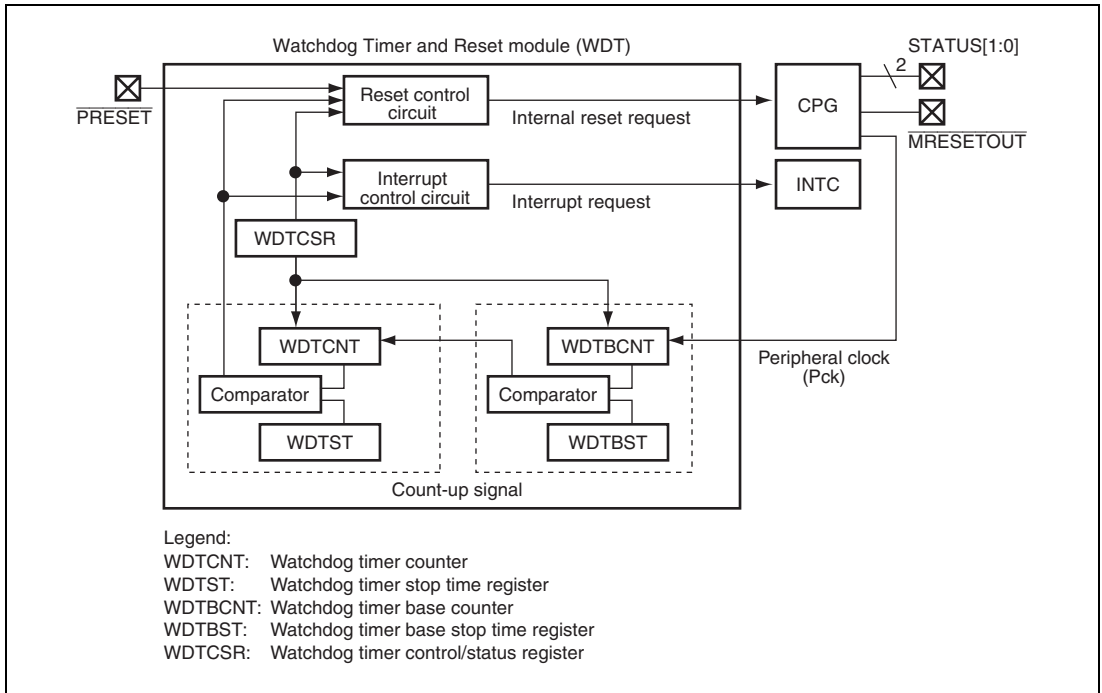 Watchdog Timer and Reset module (WDT)
STATUS[1:0]
2
PRESET
Reset control
circuit
Internal reset request
CPG
MRESETOUT
Interrupt
control circuit
Interrupt request
INTC
WDTCSR
WDTCNT
WDTBCNT
Peripheral clock
(Pck)
Comparator
Comparator
WDTST
WDTBST
Count-up signal
Legend:
WDTCNT: Watchdog timer counter
WDTST: Watchdog timer stop time register
WDTBCNT: Watchdog timer base counter
WDTBST: Watchdog timer base stop time register
WDTCSR: Watchdog timer control/status register